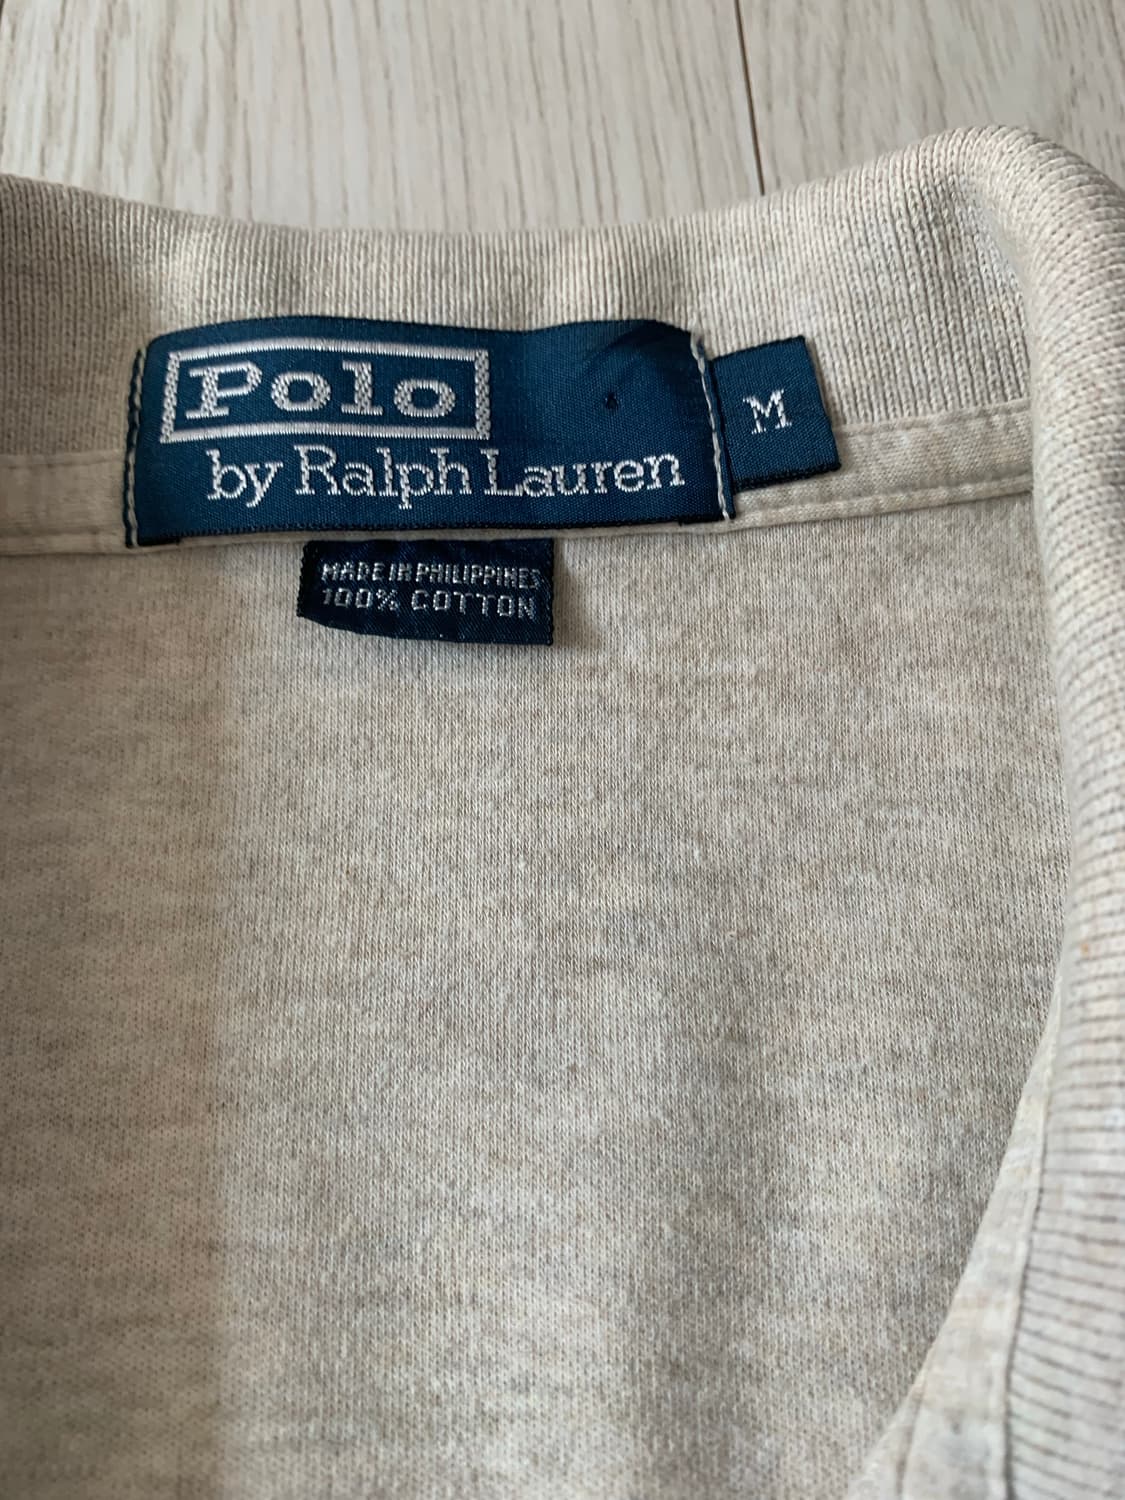 Polo
by Ralph Lauren
M
MADE IN PHILIPPINES
100% COTTON